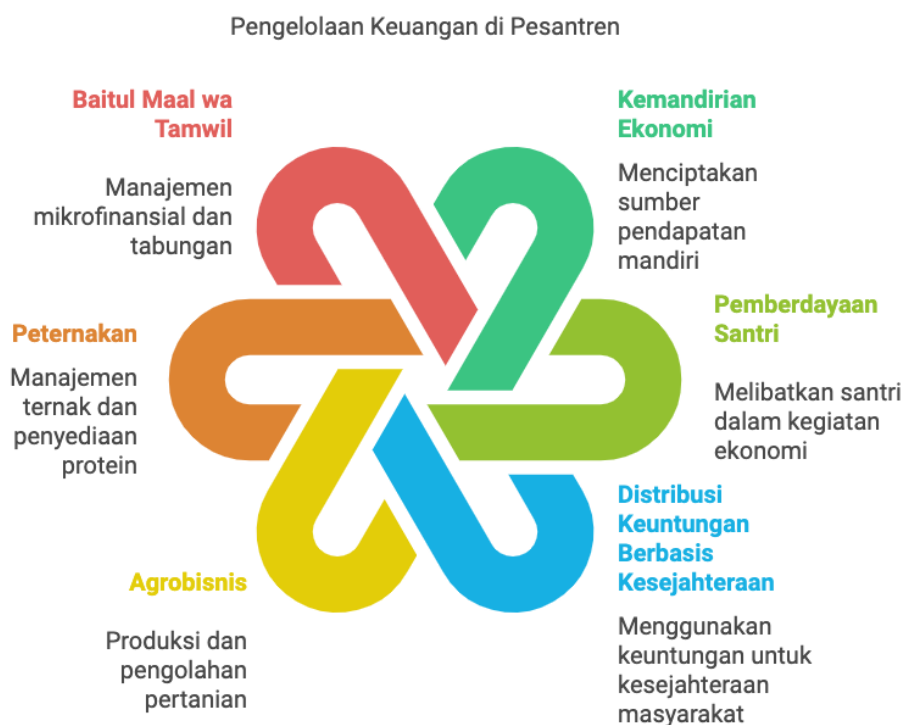 Pengelolaan Keuangan di Pesantren
Baitul Maal wa
Tamwil
Manajemen
mikrofinansial dan
tabungan
Kemandirian
Ekonomi
Menciptakan
sumber
pendapatan
mandiri
Peternakan
Manajemen
ternak dan
penyediaan
protein
Pemberdayaan
Santri
Melibatkan santri
dalam kegiatan
ekonomi
Agrobisnis
Produksi dan
pengolahan
pertanian
Distribusi
Keuntungan
Berbasis
Kesejahteraan
Menggunakan
keuntungan untuk
kesejahteraan
masyarakat